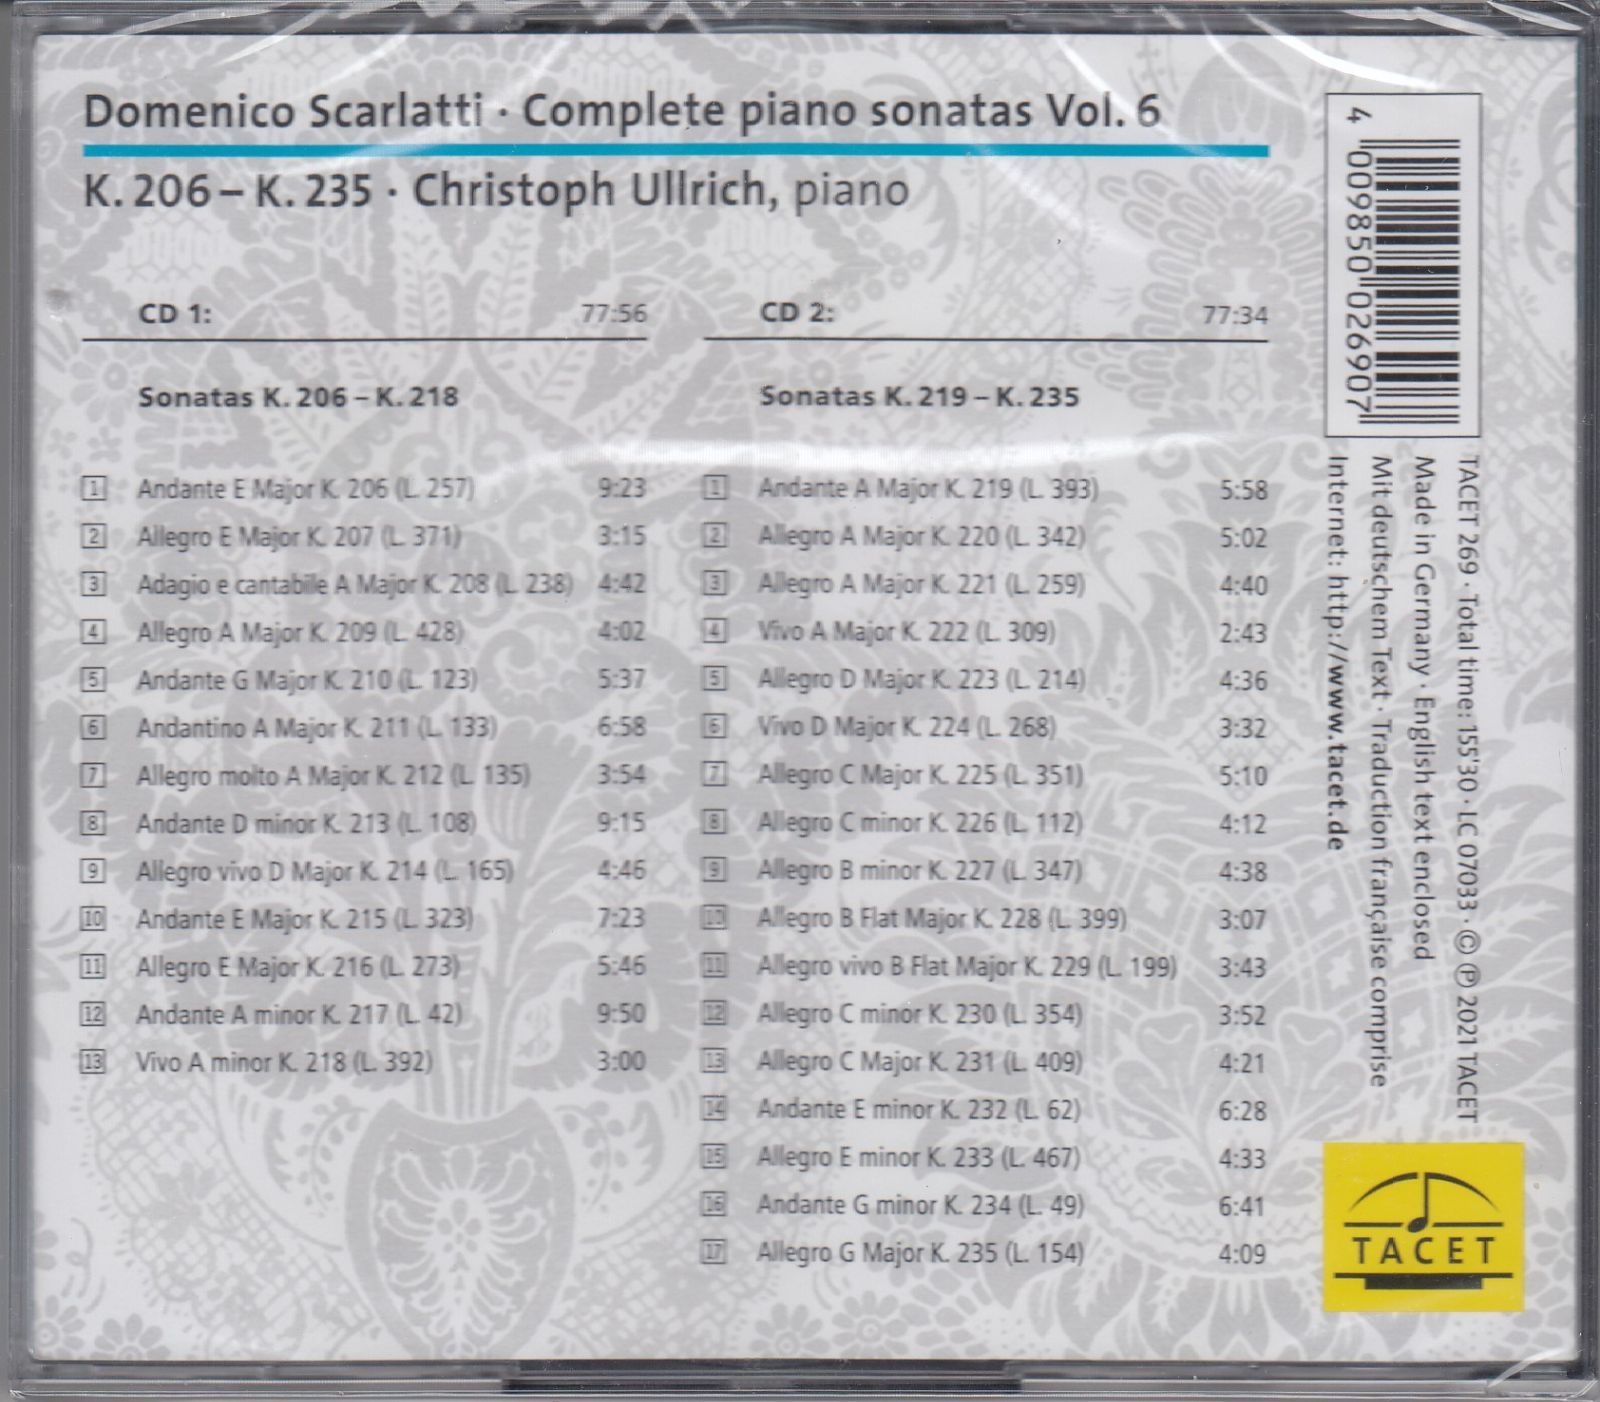 Domenico Scarlatti · Complete piano sonatas Vol. 6
K. 206 – K. 235 · Christoph Ullrich, piano
CD 1: 77:56
Sonatas K. 206 – K. 218
1 Andante E Major K. 206 (L. 257) 9:23
2 Allegro E Major K. 207 (L. 371) 3:15
3 Adagio e cantabile A Major K. 208 (L. 238) 4:42
4 Allegro A Major K. 209 (L. 428) 4:02
5 Andante G Major K. 210 (L. 123) 5:37
6 Andantino A Major K. 211 (L. 133) 6:58
7 Allegro molto A Major K. 212 (L. 135) 3:54
8 Andante D minor K. 213 (L. 108) 9:15
9 Allegro vivo D Major K. 214 (L. 165) 4:46
10 Andante E Major K. 215 (L. 323) 7:23
11 Allegro E Major K. 216 (L. 273) 5:46
12 Andante A minor K. 217 (L. 42) 9:50
13 Vivo A minor K. 218 (L. 392) 3:00
CD 2: 77:34
Sonatas K. 219 – K. 235
1 Andante A Major K. 219 (L. 393) 5:58
2 Allegro A Major K. 220 (L. 342) 5:02
3 Allegro A Major K. 221 (L. 259) 4:40
4 Vivo A Major K. 222 (L. 309) 2:43
5 Allegro D Major K. 223 (L. 214) 4:36
6 Vivo D Major K. 224 (L. 268) 3:32
7 Allegro C Major K. 225 (L. 351) 5:10
8 Allegro C minor K. 226 (L. 112) 4:12
9 Allegro B minor K. 227 (L. 347) 4:38
10 Allegro B Flat Major K. 228 (L. 399) 3:07
11 Allegro vivo B Flat Major K. 229 (L. 199) 3:43
12 Allegro C minor K. 230 (L. 354) 3:52
13 Allegro C Major K. 231 (L. 409) 4:21
14 Andante E minor K. 232 (L. 62) 6:28
15 Allegro E minor K. 233 (L. 467) 4:33
16 Andante G minor K. 234 (L. 49) 6:41
17 Allegro G Major K. 235 (L. 154) 4:09
4 009850 026907
TACET 269 · Total time: 155'30 · LC 07033 · © ℗ 2021 TACET
Made in Germany · English text enclosed
Mit deutschem Text · Traduction française comprise
Internet: http://www.tacet.de
TACET